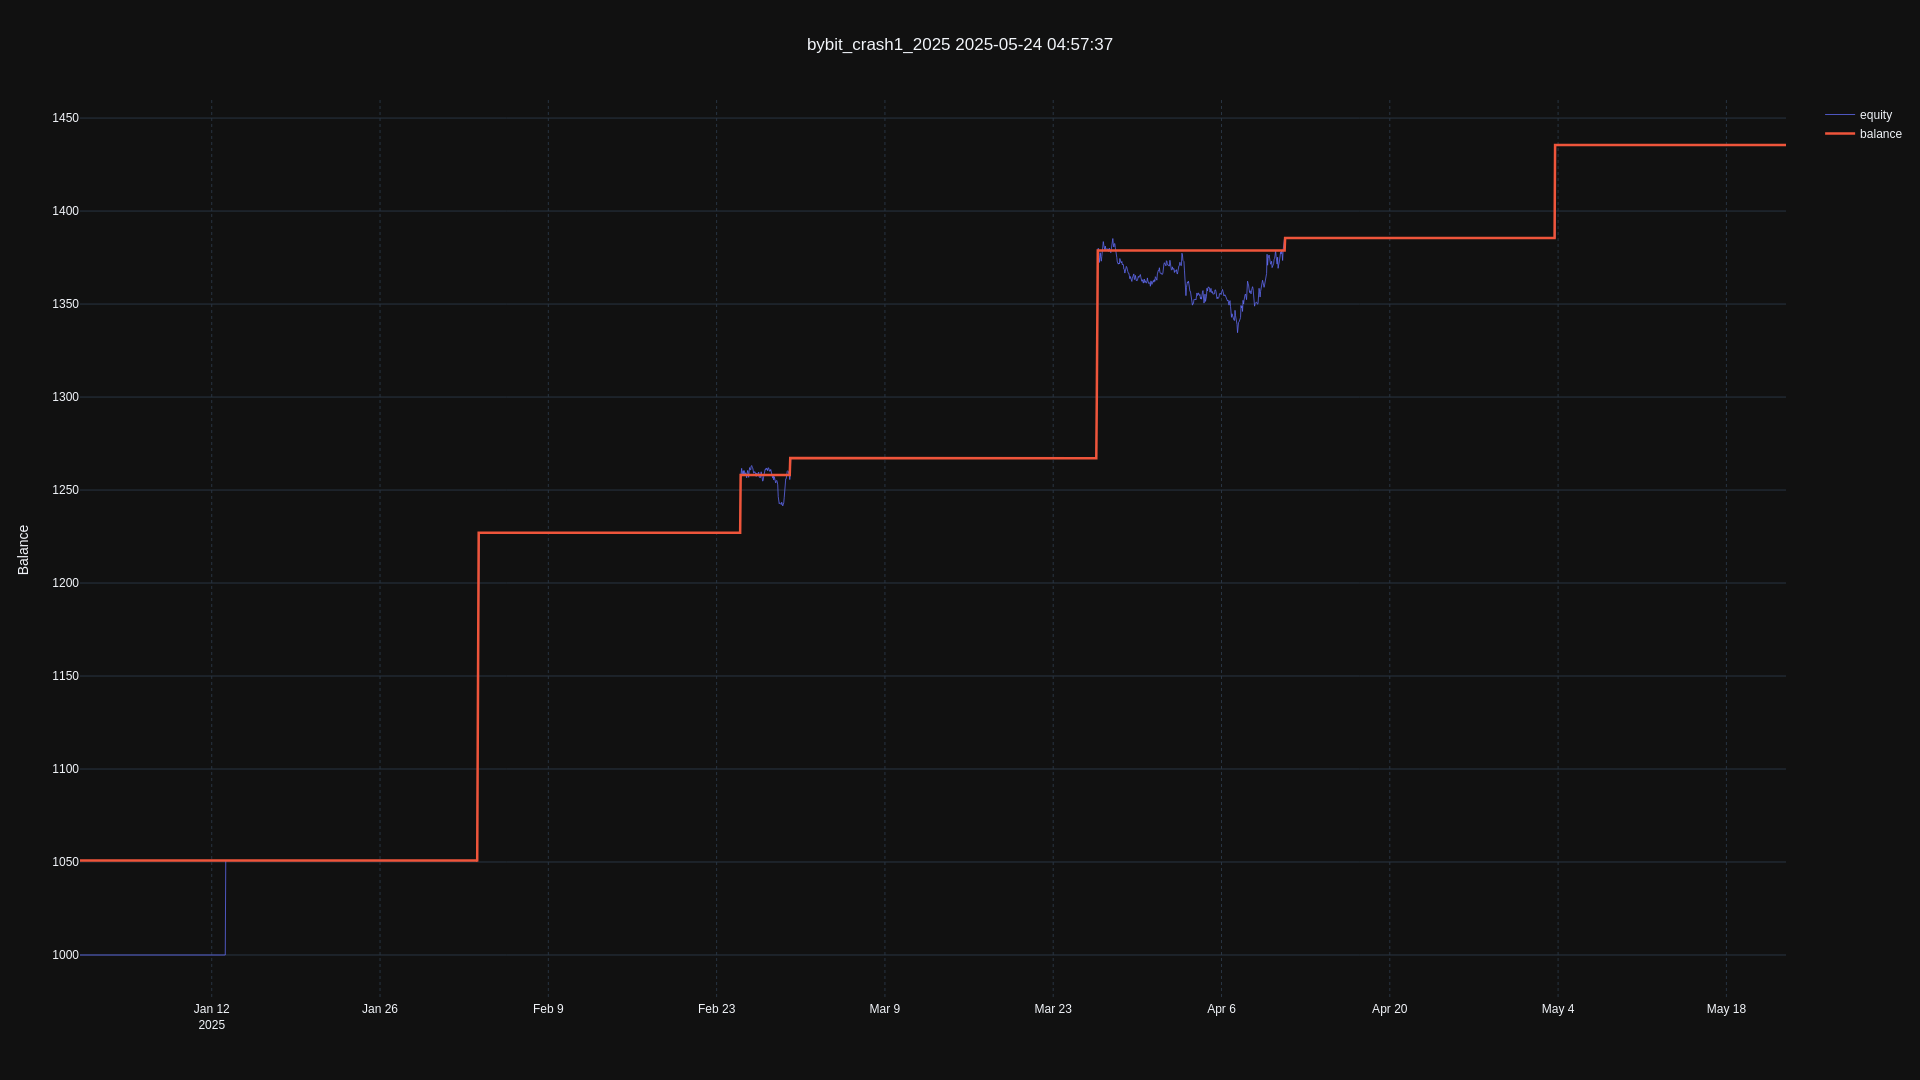 bybit_crash1_2025 2025-05-24 04:57:37
equity
balance
Balance
1450
1400
1350
1300
1250
1200
1150
1100
1050
1000
Jan 12
2025
Jan 26
Feb 9
Feb 23
Mar 9
Mar 23
Apr 6
Apr 20
May 4
May 18